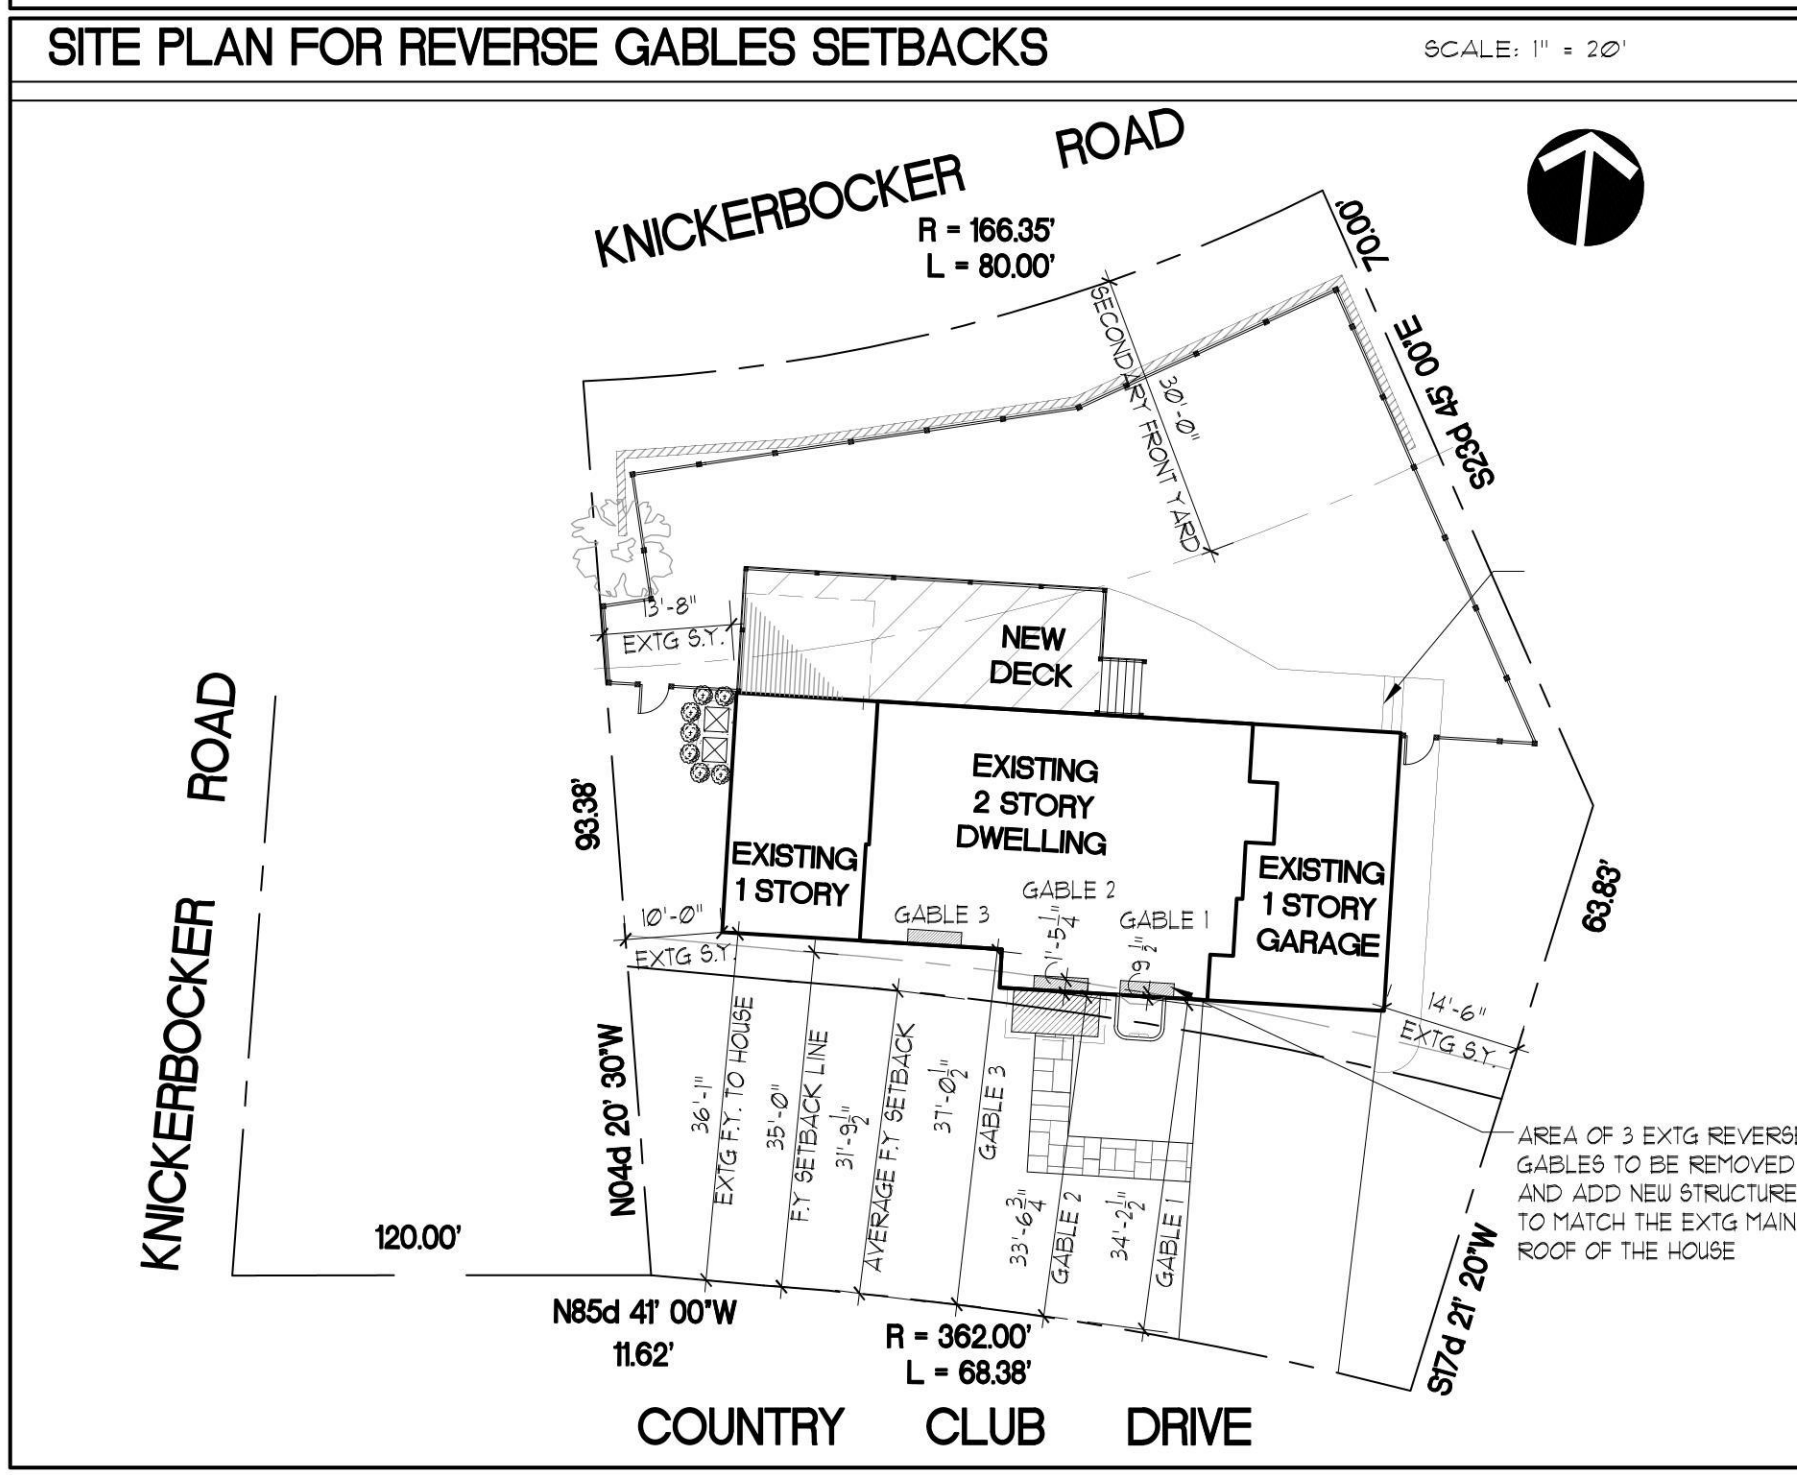 SITE PLAN FOR REVERSE GABLES SETBACKS
SCALE: 1" = 20'
KNICKERBOCKER ROAD
R = 166.35'
L = 80.00'
70.00'
S23d 45' 00"E
SECONDARY FRONT YARD
30'-0"
13'-8"
EXTG S.Y.
NEW
DECK
KNICKERBOCKER ROAD
93.38'
EXISTING
2 STORY
DWELLING
EXISTING
1 STORY
EXISTING
1 STORY
GARAGE
63.83'
GABLE 3
GABLE 2
1'-5 1/4"
GABLE 1
9 1/2"
10'-0"
EXTG S.Y.
14'-6"
EXTG S.Y.
N04d 20' 30"W
36'-1"
EXTG F.Y. TO HOUSE
35'-0"
F.Y SETBACK LINE
31'-9 1/2"
AVERAGE F.Y SETBACK
37'-0 1/2"
GABLE 3
33'-6 3/4"
GABLE 2
34'-2 1/2"
GABLE 1
AREA OF 3 EXTG REVERSE
GABLES TO BE REMOVED
AND ADD NEW STRUCTURE
TO MATCH THE EXTG MAIN
ROOF OF THE HOUSE
120.00'
S17d 21' 20"W
N85d 41' 00"W
11.62'
R = 362.00'
L = 68.38'
COUNTRY CLUB DRIVE